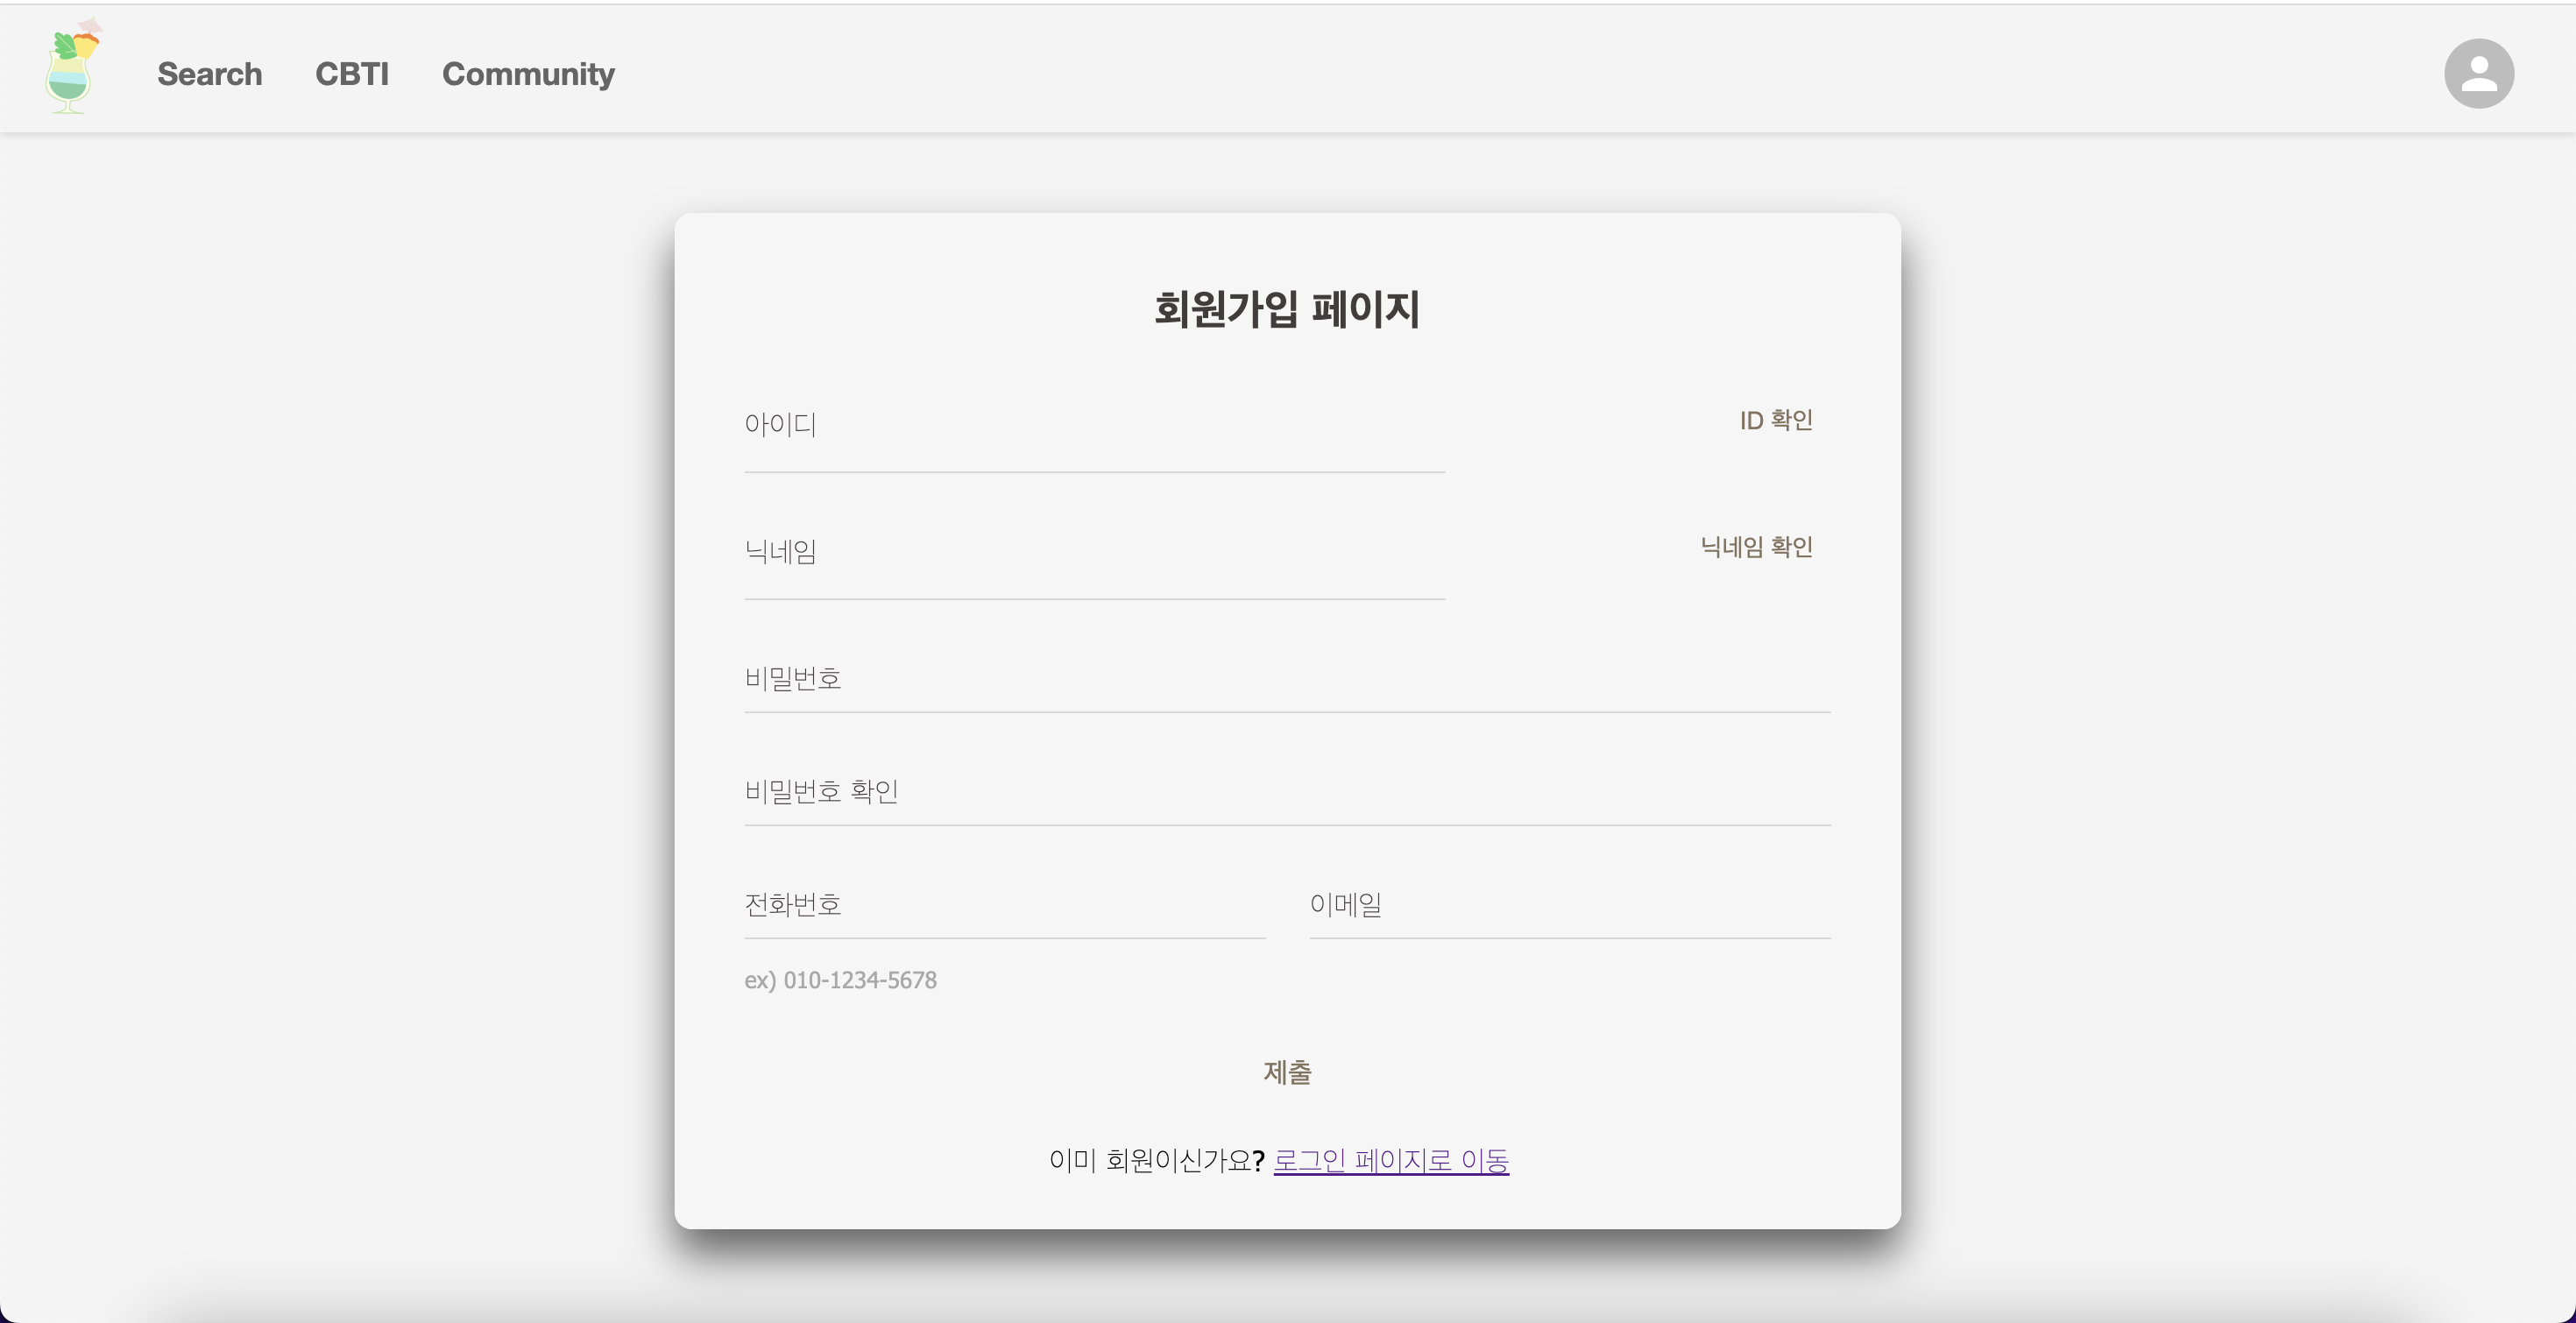 Search CBTI Community
회원가입 페이지
아이디 ID 확인
닉네임 닉네임 확인
비밀번호
비밀번호 확인
전화번호 이메일
ex) 010-1234-5678
제출
이미 회원이신가요? 로그인 페이지로 이동